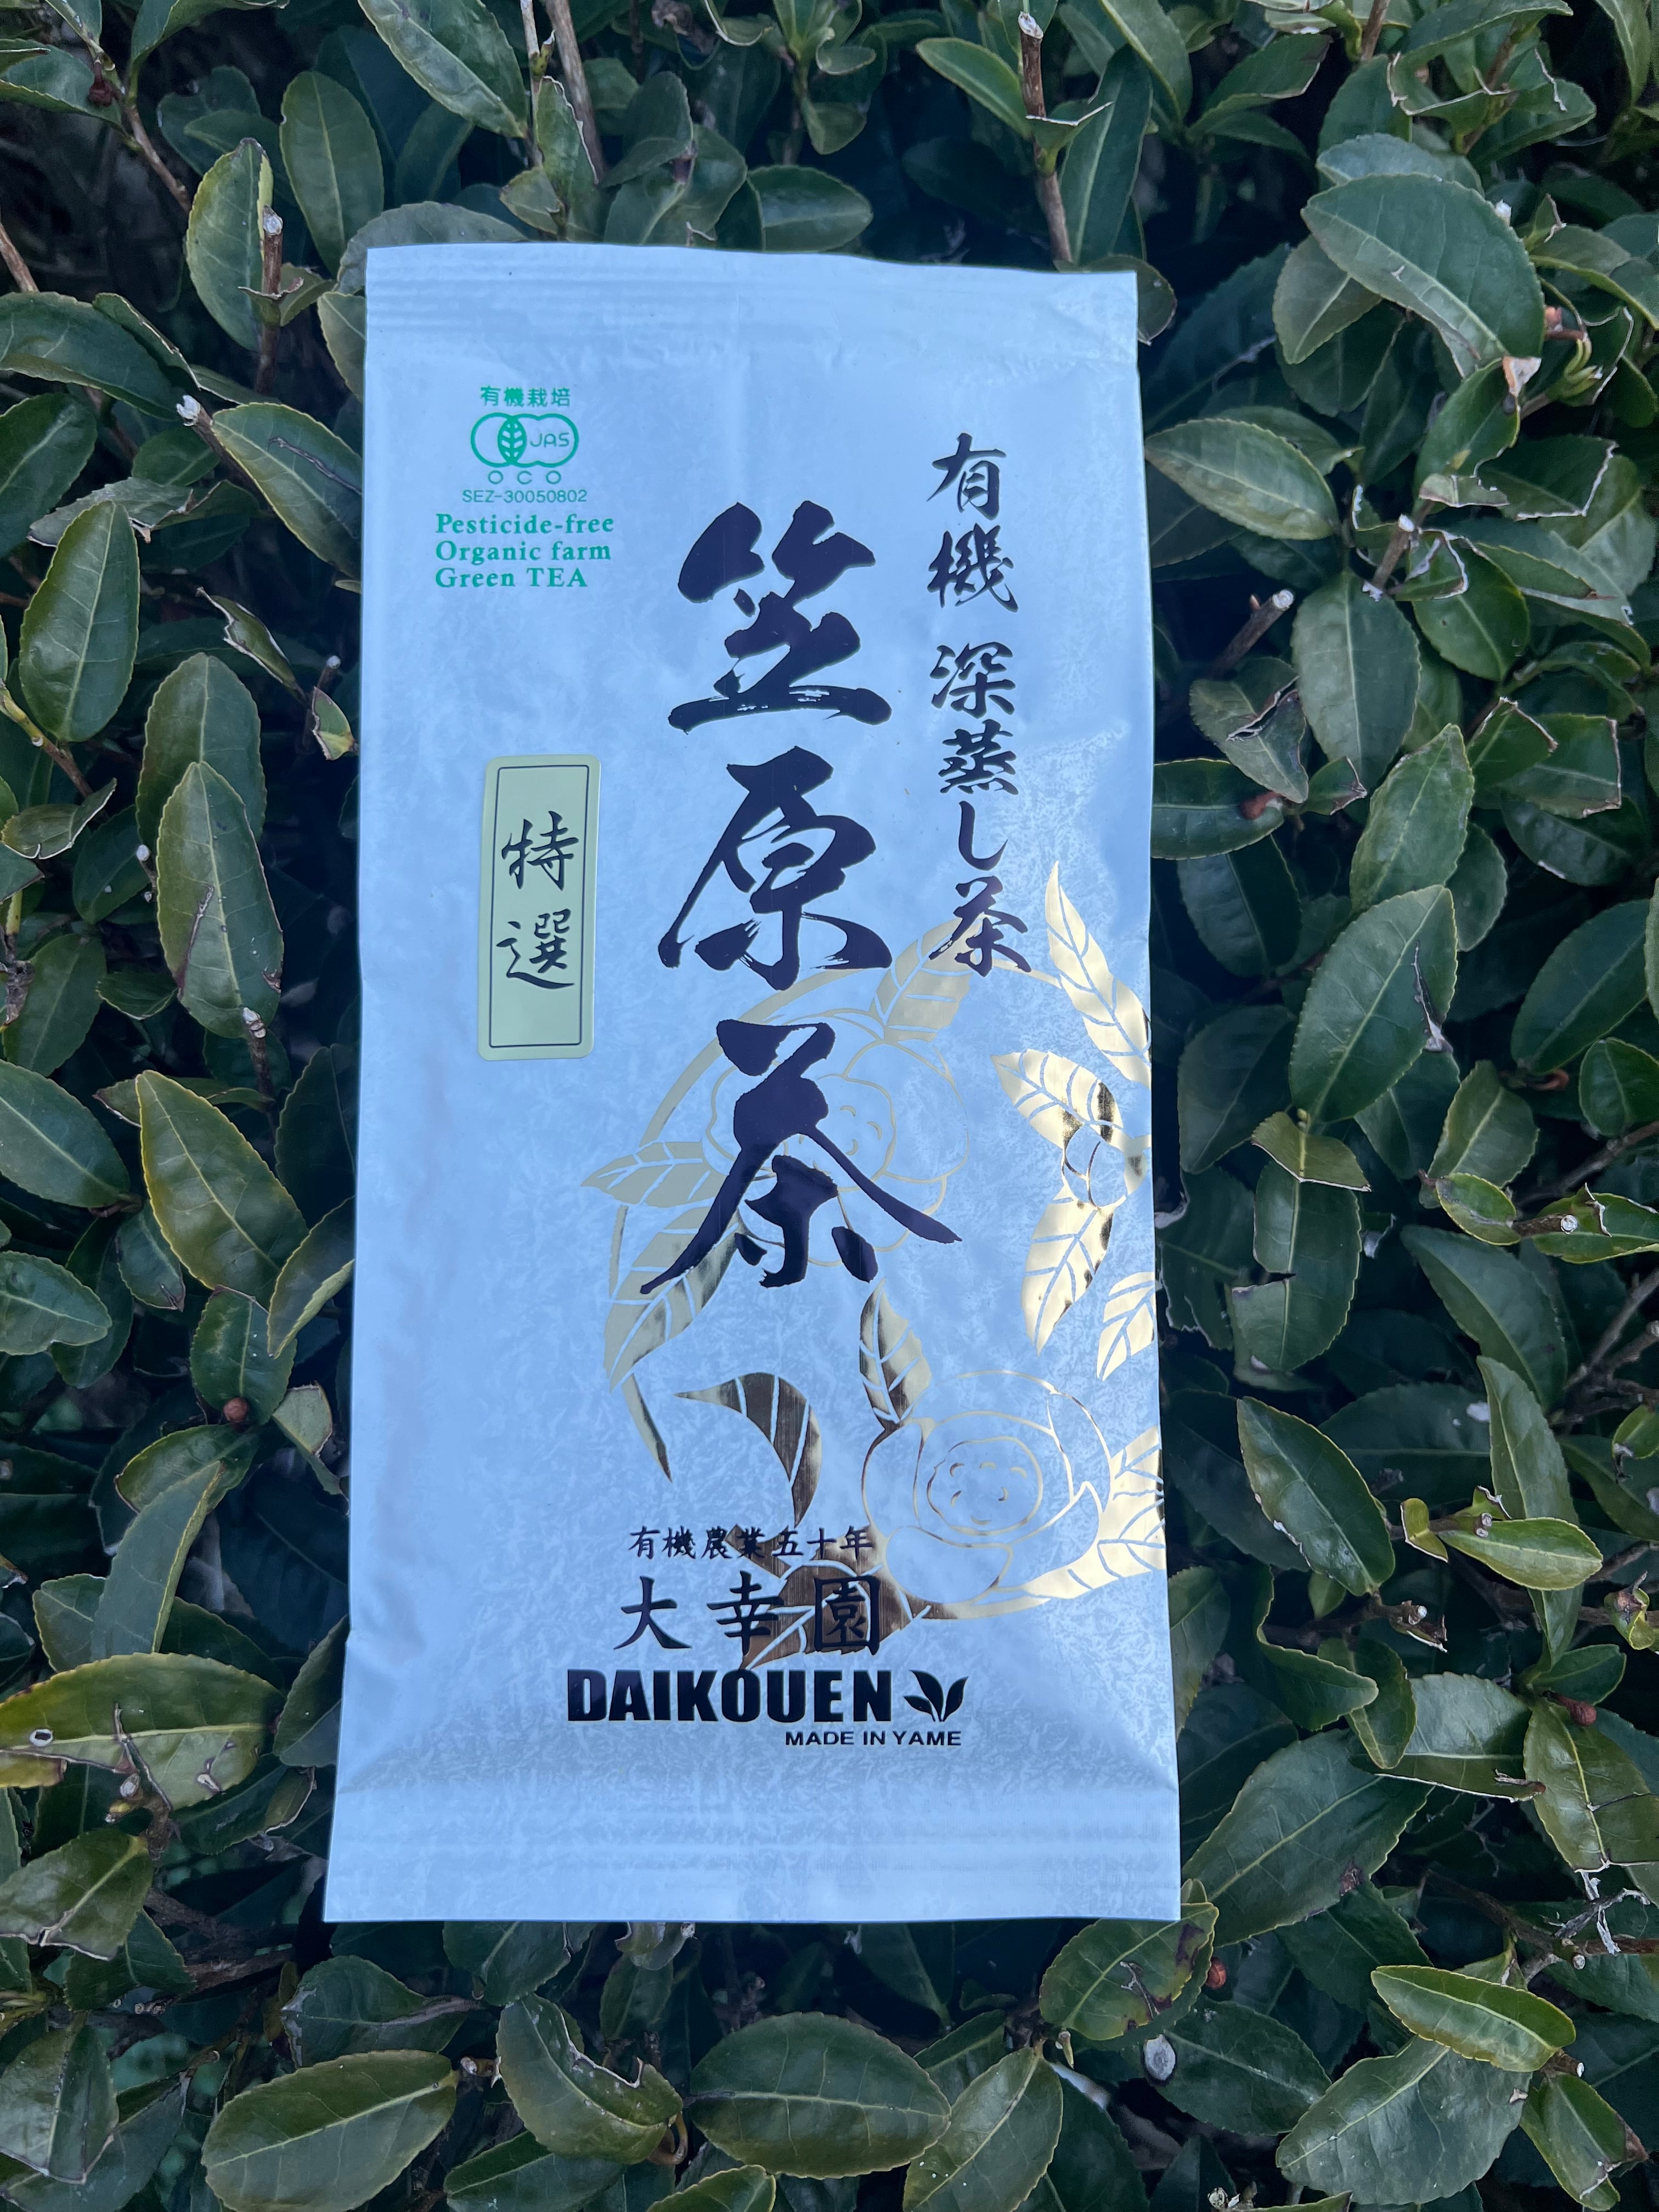 有機栽培
JAS
OCO
SEZ-30050802
Pesticide-free
Organic farm
Green TEA
有機 深蒸し茶
笠原茶
特選
有機農業五十年
大幸園
DAIKOUEN
MADE IN YAME